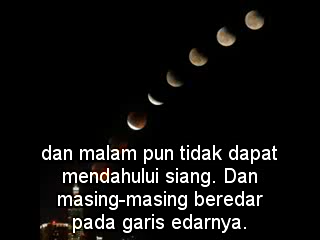 dan malam pun tidak dapat
mendahului siang. Dan
masing-masing beredar
pada garis edarnya.